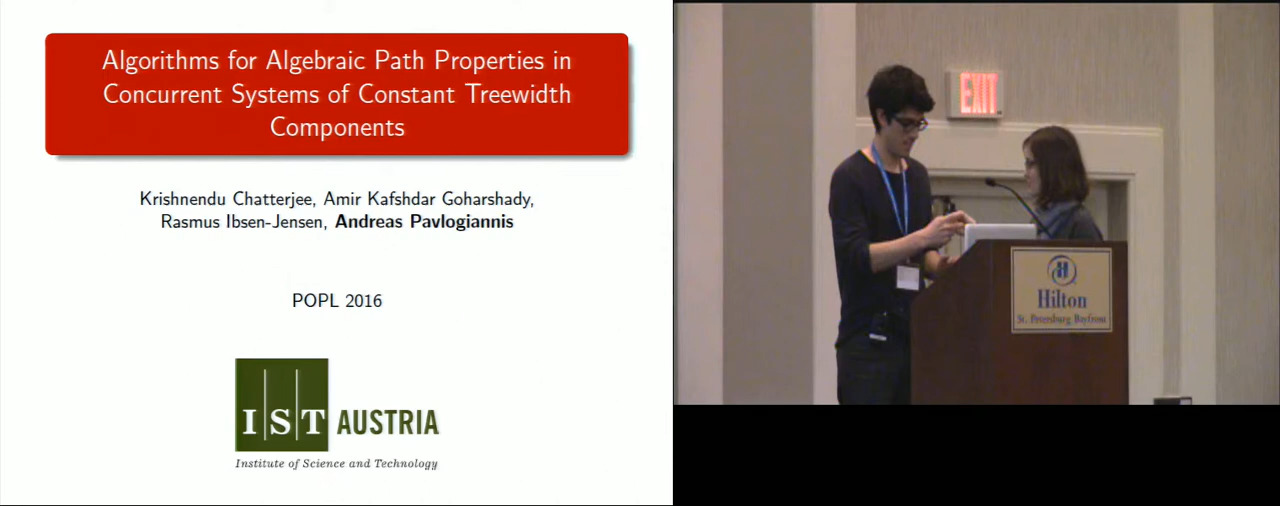 Algorithms for Algebraic Path Properties in
Concurrent Systems of Constant Treewidth
Components
Krishnendu Chatterjee, Amir Kafshdar Goharshady,
Rasmus Ibsen-Jensen, Andreas Pavlogiannis
POPL 2016
IST AUSTRIA
Institute of Science and Technology
EXIT
Hilton
St. Petersburg Bayfront